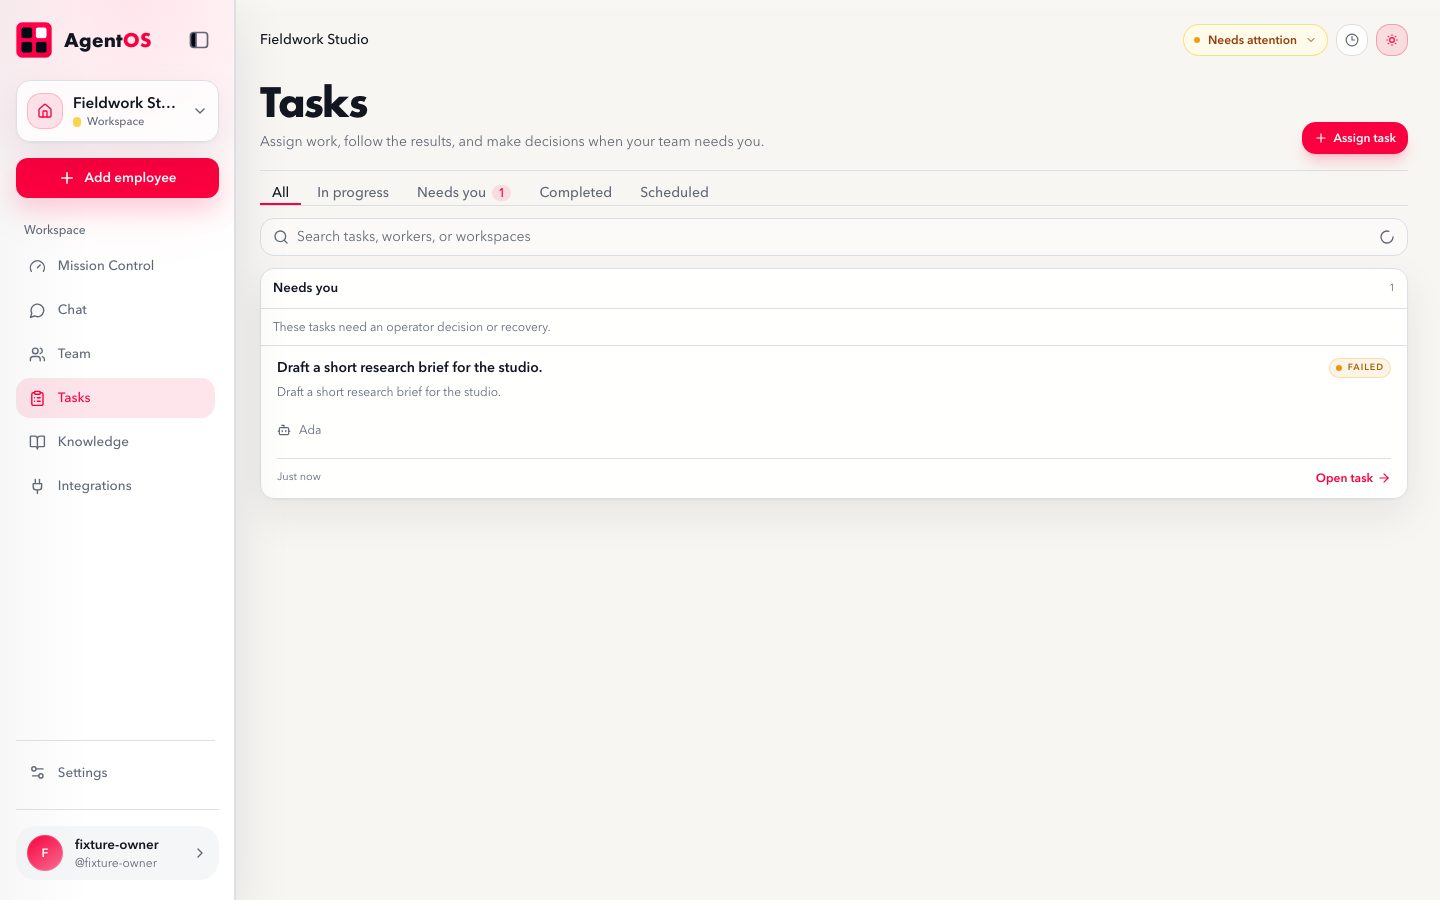 AgentOS
Fieldwork St...
Workspace
Add employee
Workspace
Mission Control
Chat
Team
Tasks
Knowledge
Integrations
Settings
F
fixture-owner
@fixture-owner
Fieldwork Studio
Needs attention
Tasks
Assign work, follow the results, and make decisions when your team needs you.
Assign task
All In progress Needs you 1 Completed Scheduled
Search tasks, workers, or workspaces
Needs you 1
These tasks need an operator decision or recovery.
Draft a short research brief for the studio. FAILED
Draft a short research brief for the studio.
Ada
Just now Open task